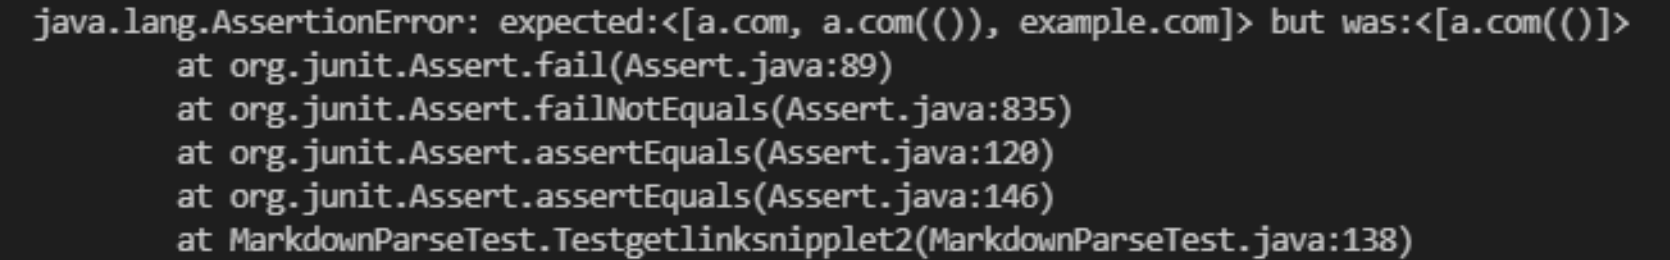 java.lang.AssertionError: expected:<[a.com, a.com(()), example.com]> but was:<[a.com(()]>
at org.junit.Assert.fail(Assert.java:89)
at org.junit.Assert.failNotEquals(Assert.java:835)
at org.junit.Assert.assertEquals(Assert.java:120)
at org.junit.Assert.assertEquals(Assert.java:146)
at MarkdownParseTest.Testgetlinksnipplet2(MarkdownParseTest.java:138)